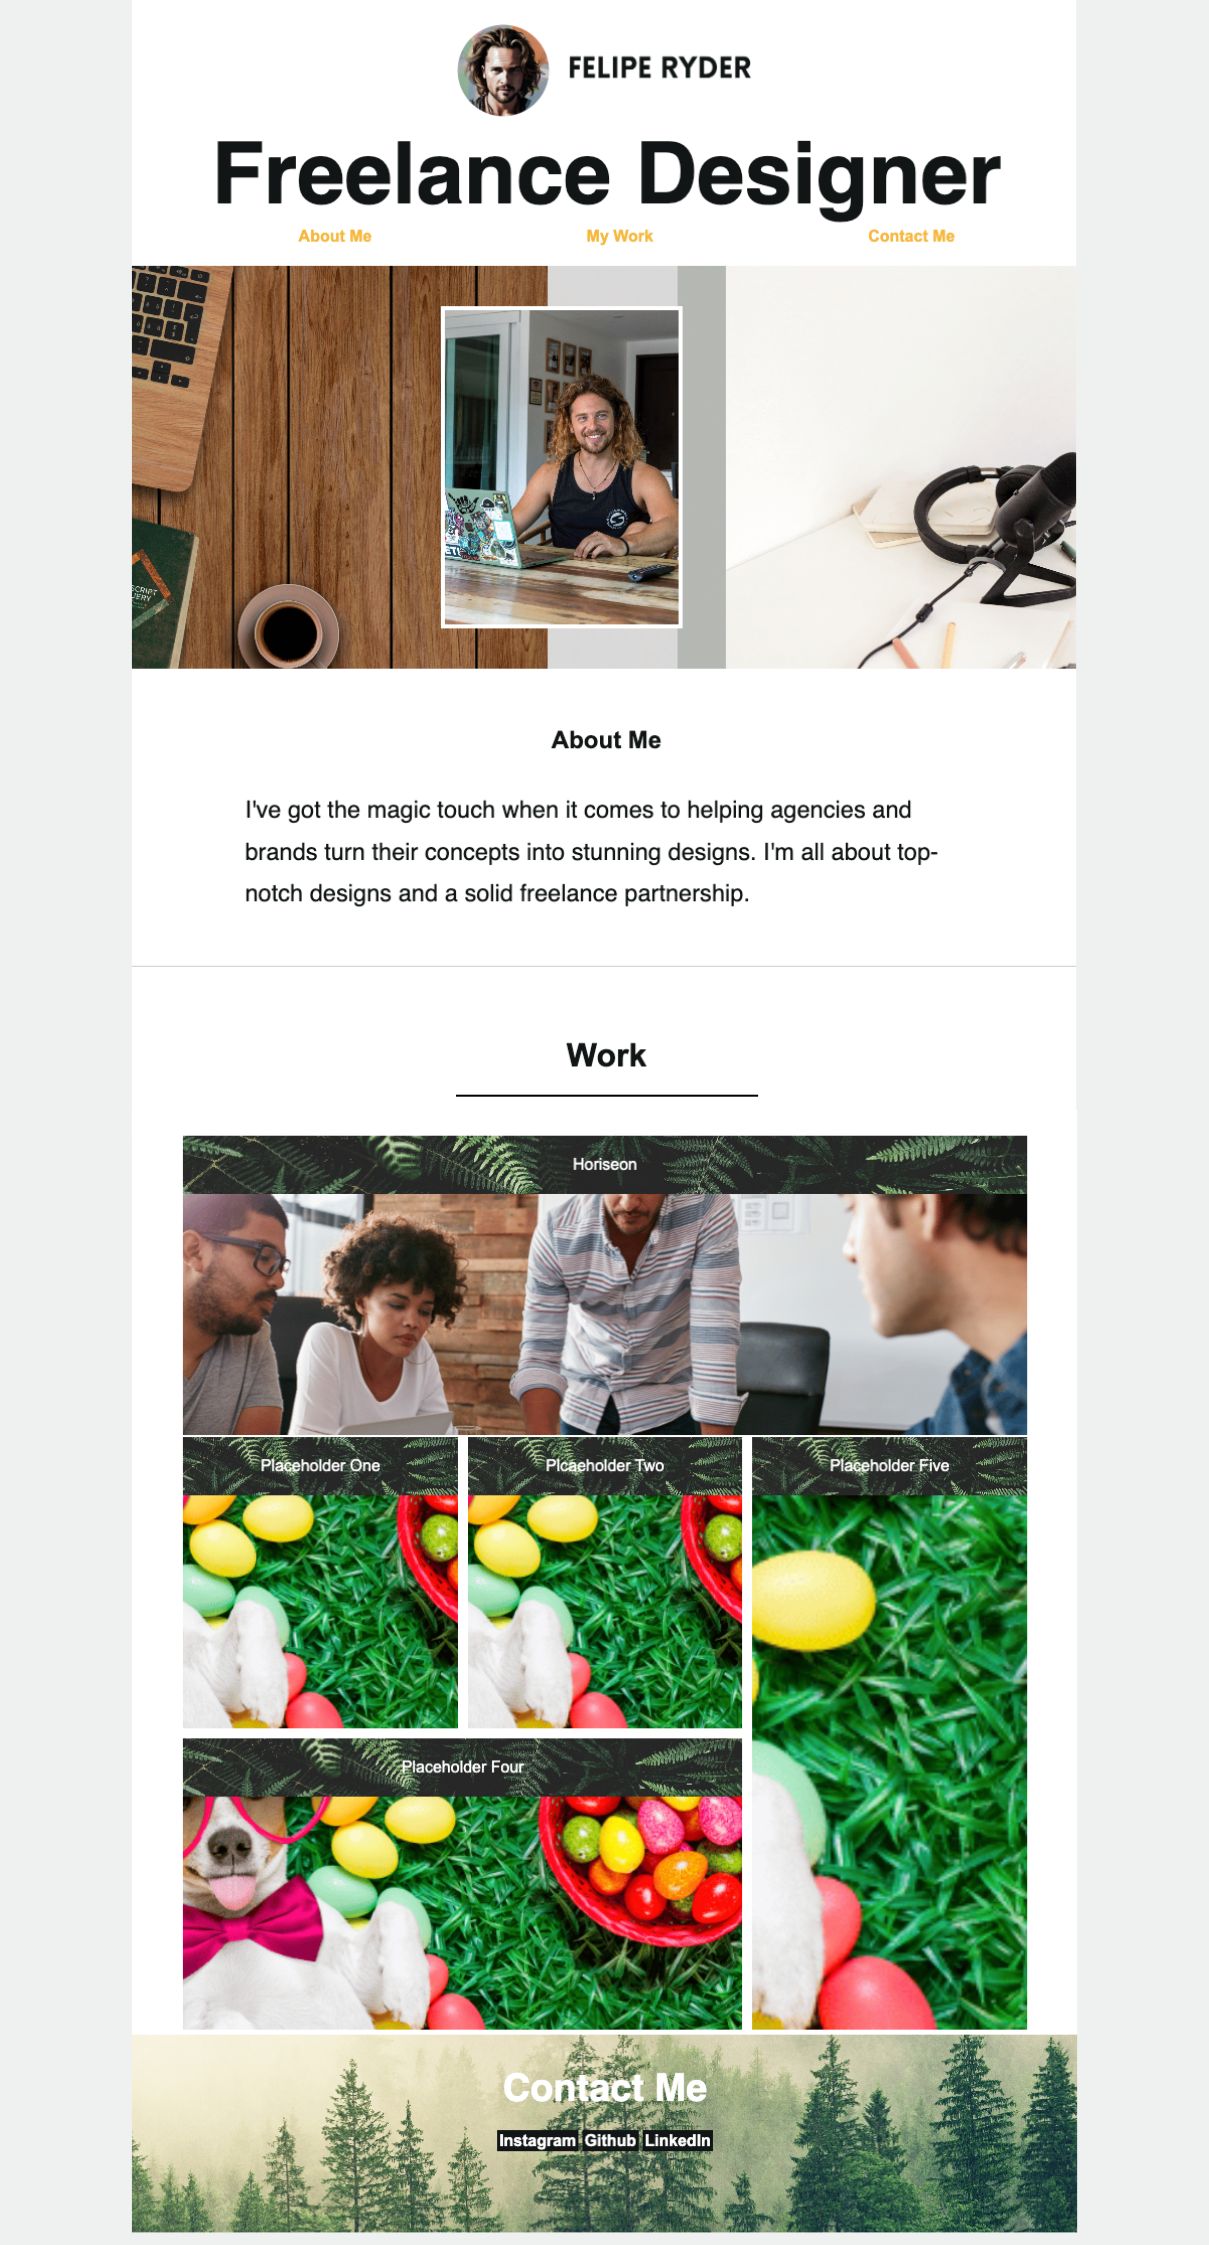 FELIPE RYDER
Freelance Designer
About Me
My Work
Contact Me
About Me
I've got the magic touch when it comes to helping agencies and
brands turn their concepts into stunning designs. I'm all about top-
notch designs and a solid freelance partnership.
Work
Horiseon
Placeholder One
Plcaeholder Two
Placeholder Five
Placeholder Four
Contact Me
Instagram Github LinkedIn